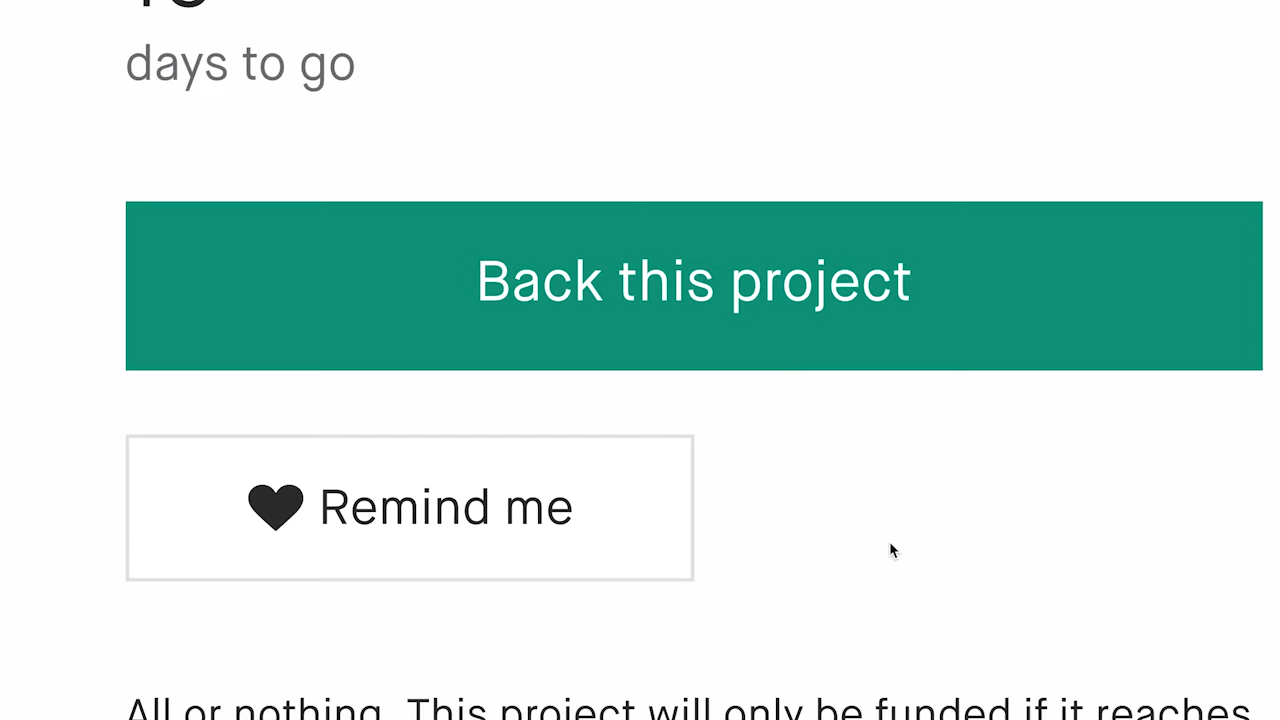 days to go
Back this project
Remind me
All or nothing. This project will only be funded if it reaches